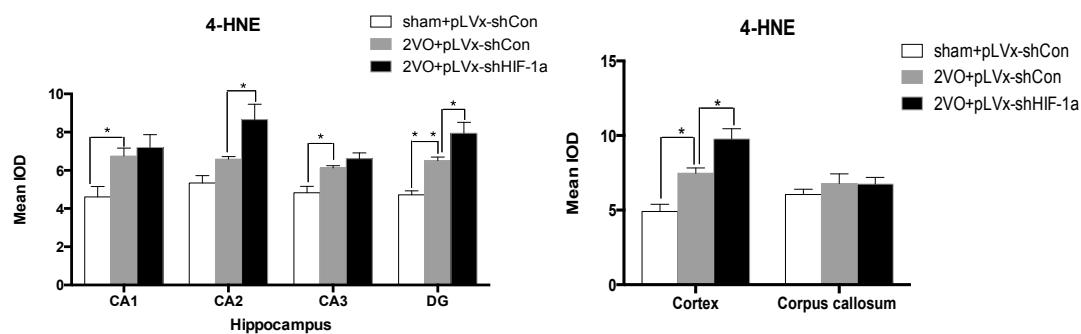 4-HNE
sham+pLVx-shCon
2VO+pLVx-shCon
2VO+pLVx-shHIF-1a
Mean IOD
10
8
6
4
2
0
*
*
*
* *
*
CA1
CA2
CA3
DG
Hippocampus
4-HNE
sham+pLVx-shCon
2VO+pLVx-shCon
2VO+pLVx-shHIF-1a
Mean IOD
15
10
5
0
*
*
Cortex
Corpus callosum